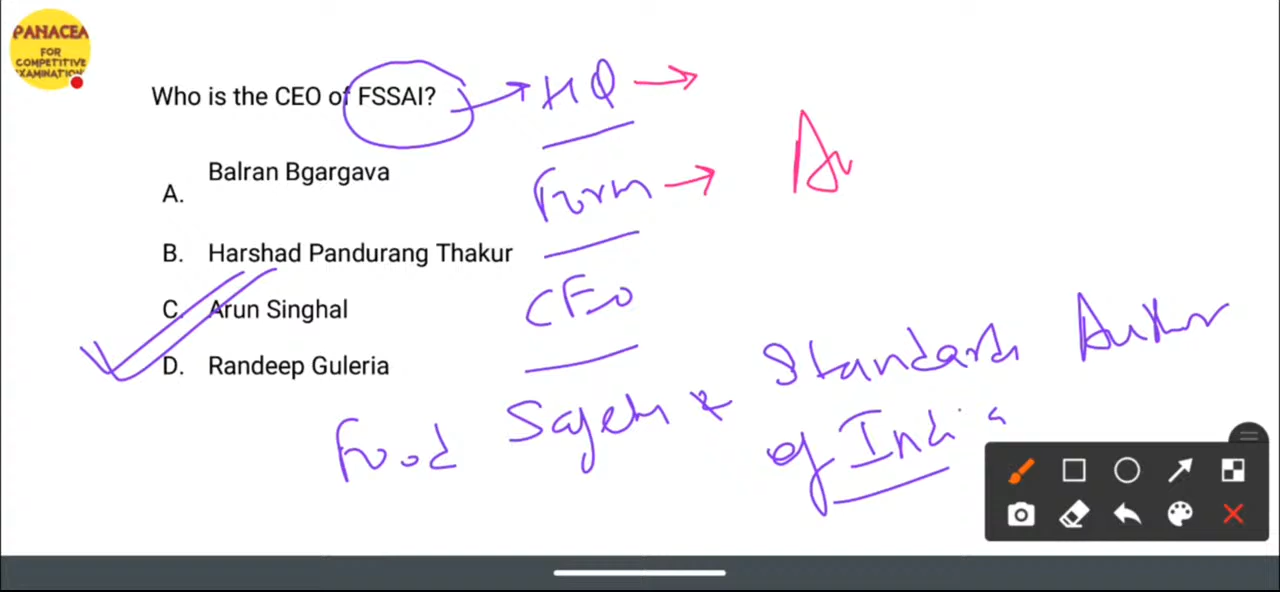 PANACEA
FOR
COMPETITIVE
EXAMINATION
Who is the CEO of FSSAI?
HQ
A. Balran Bgargava
Form
B. Harshad Pandurang Thakur
C. Arun Singhal
CEO
D. Randeep Guleria
Food Safety & Standards Author
of India